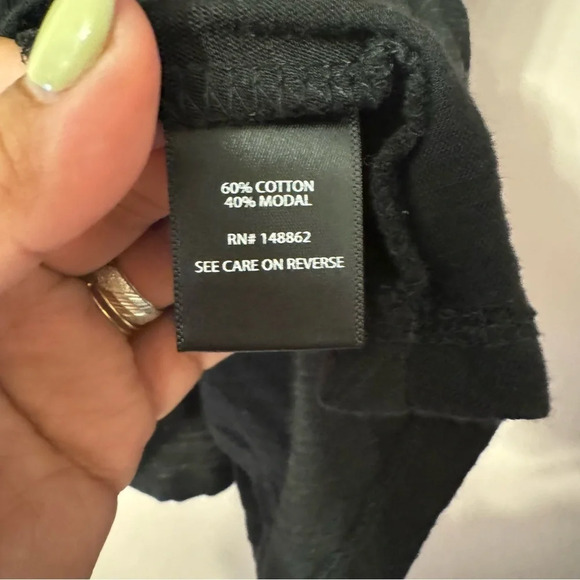 60% COTTON
40% MODAL
RN# 148862
SEE CARE ON REVERSE